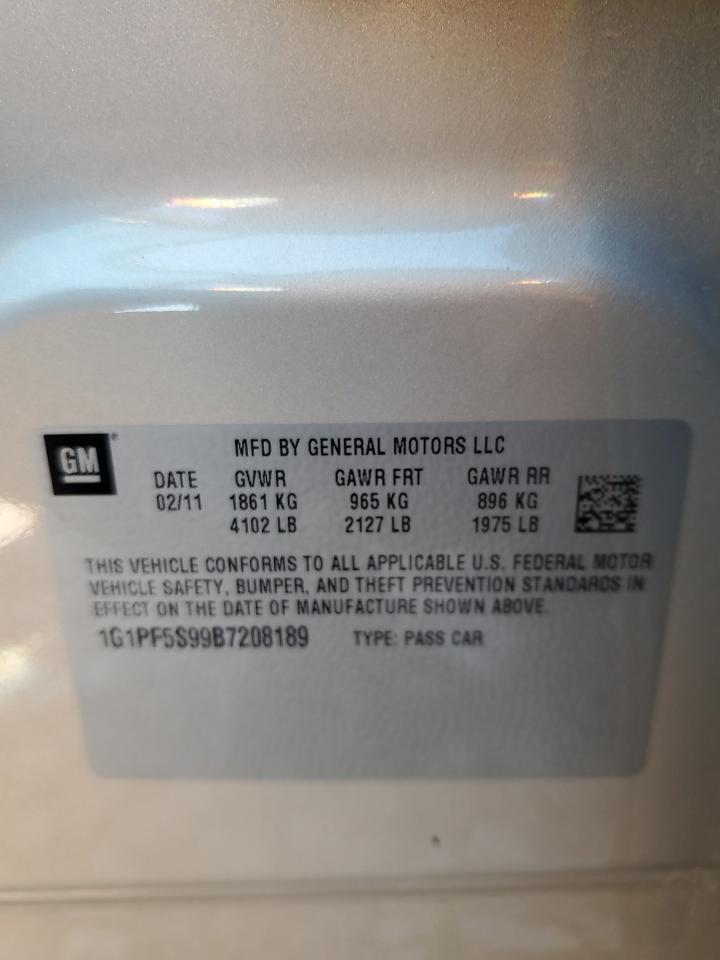 GM®
MFD BY GENERAL MOTORS LLC
DATE GVWR GAWR FRT GAWR RR
02/11 1861 KG 965 KG 896 KG
4102 LB 2127 LB 1975 LB
THIS VEHICLE CONFORMS TO ALL APPLICABLE U.S. FEDERAL MOTOR
VEHICLE SAFETY, BUMPER, AND THEFT PREVENTION STANDARDS IN
EFFECT ON THE DATE OF MANUFACTURE SHOWN ABOVE.
1G1PF5S99B7208189 TYPE: PASS CAR